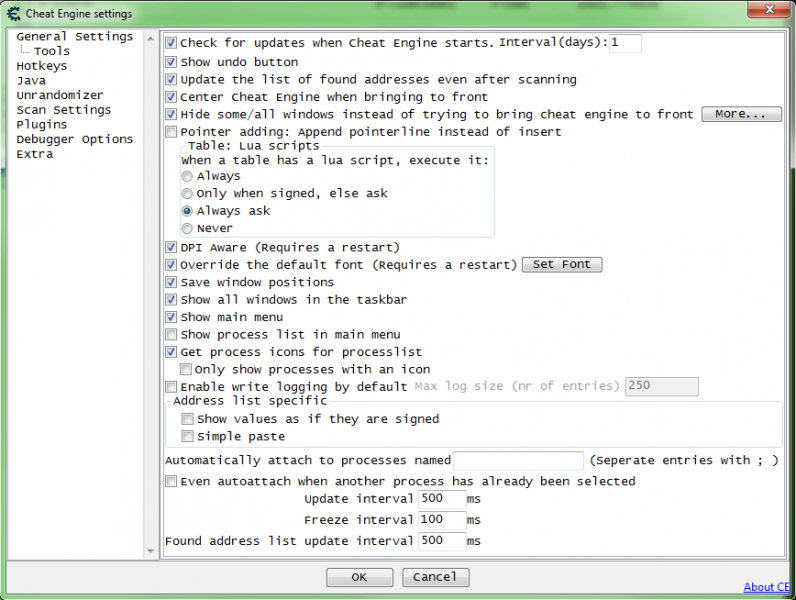 Cheat Engine settings
General Settings
Tools
Hotkeys
Java
Unrandomizer
Scan Settings
Plugins
Debugger Options
Extra
Check for updates when Cheat Engine starts. Interval(days): 1
Show undo button
Update the list of found addresses even after scanning
Center Cheat Engine when bringing to front
Hide some/all windows instead of trying to bring cheat engine to front More...
Pointer adding: Append pointerline instead of insert
Table: Lua scripts
When a table has a lua script, execute it:
Always
Only when signed, else ask
Always ask
Never
DPI Aware (Requires a restart)
Override the default font (Requires a restart) Set Font
Save window positions
Show all windows in the taskbar
Show main menu
Show process list in main menu
Get process icons for processlist
Only show processes with an icon
Enable write logging by default Max log size (nr of entries) 250
Address list specific
Show values as if they are signed
Simple paste
Automatically attach to processes named (Seperate entries with ; )
Even autoattach when another process has already been selected
Update interval 500 ms
Freeze interval 100 ms
Found address list update interval 500 ms
OK Cancel
About CE